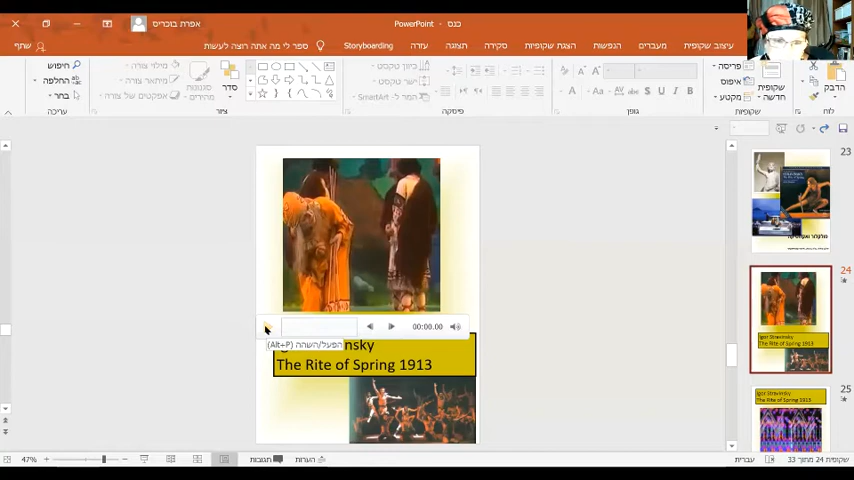 אפרת בוכריס
כנס - PowerPoint
עיצוב שקופית
מעברים
הנפשות
הצגת שקופיות
סקירה
תצוגה
עזרה
Storyboarding
ספר לי מה אתה רוצה לעשות
שתף
הדבק
שקופית
חדשה
פריסה
איפוס
מקטע
כיוון טקסט
ישר טקסט
המר ל- SmartArt
סדר
סגנונות
מהירים
מילוי צורה
מיתאר צורה
אפקטים של צורה
חיפוש
החלפה
בחר
לוח
שקופיות
גופן
פיסקה
ציור
עריכה
00:00.00
הפעל/השהה (Alt+P)
nsky
The Rite of Spring 1913
23
24
Igor Stravinsky
The Rite of Spring 1913
25
Igor Stravinsky
The Rite of Spring 1913
שקופית 24 מתוך 33
עברית
הערות
תגובות
47%